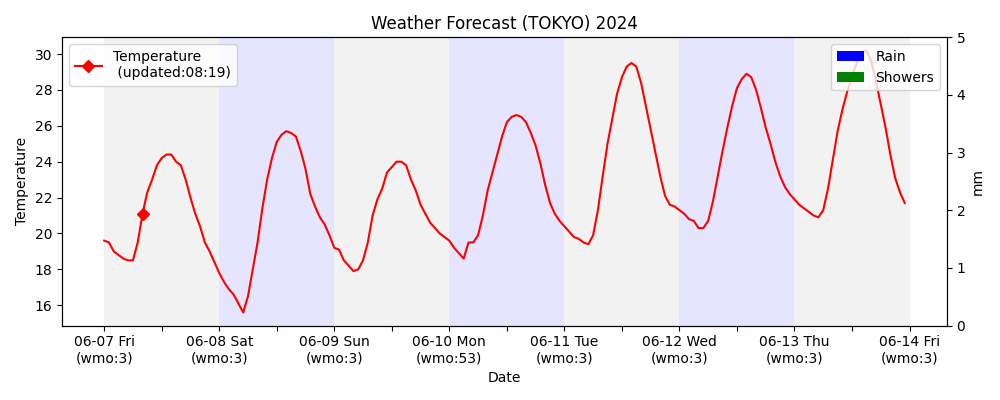 Weather Forecast (TOKYO) 2024
Temperature
(updated:08:19)
Rain
Showers
30
28
26
24
22
20
18
16
Temperature
5
4
3
2
1
0
mm
06-07 Fri
(wmo:3)
06-08 Sat
(wmo:3)
06-09 Sun
(wmo:3)
06-10 Mon
(wmo:53)
06-11 Tue
(wmo:3)
06-12 Wed
(wmo:3)
06-13 Thu
(wmo:3)
06-14 Fri
(wmo:3)
Date